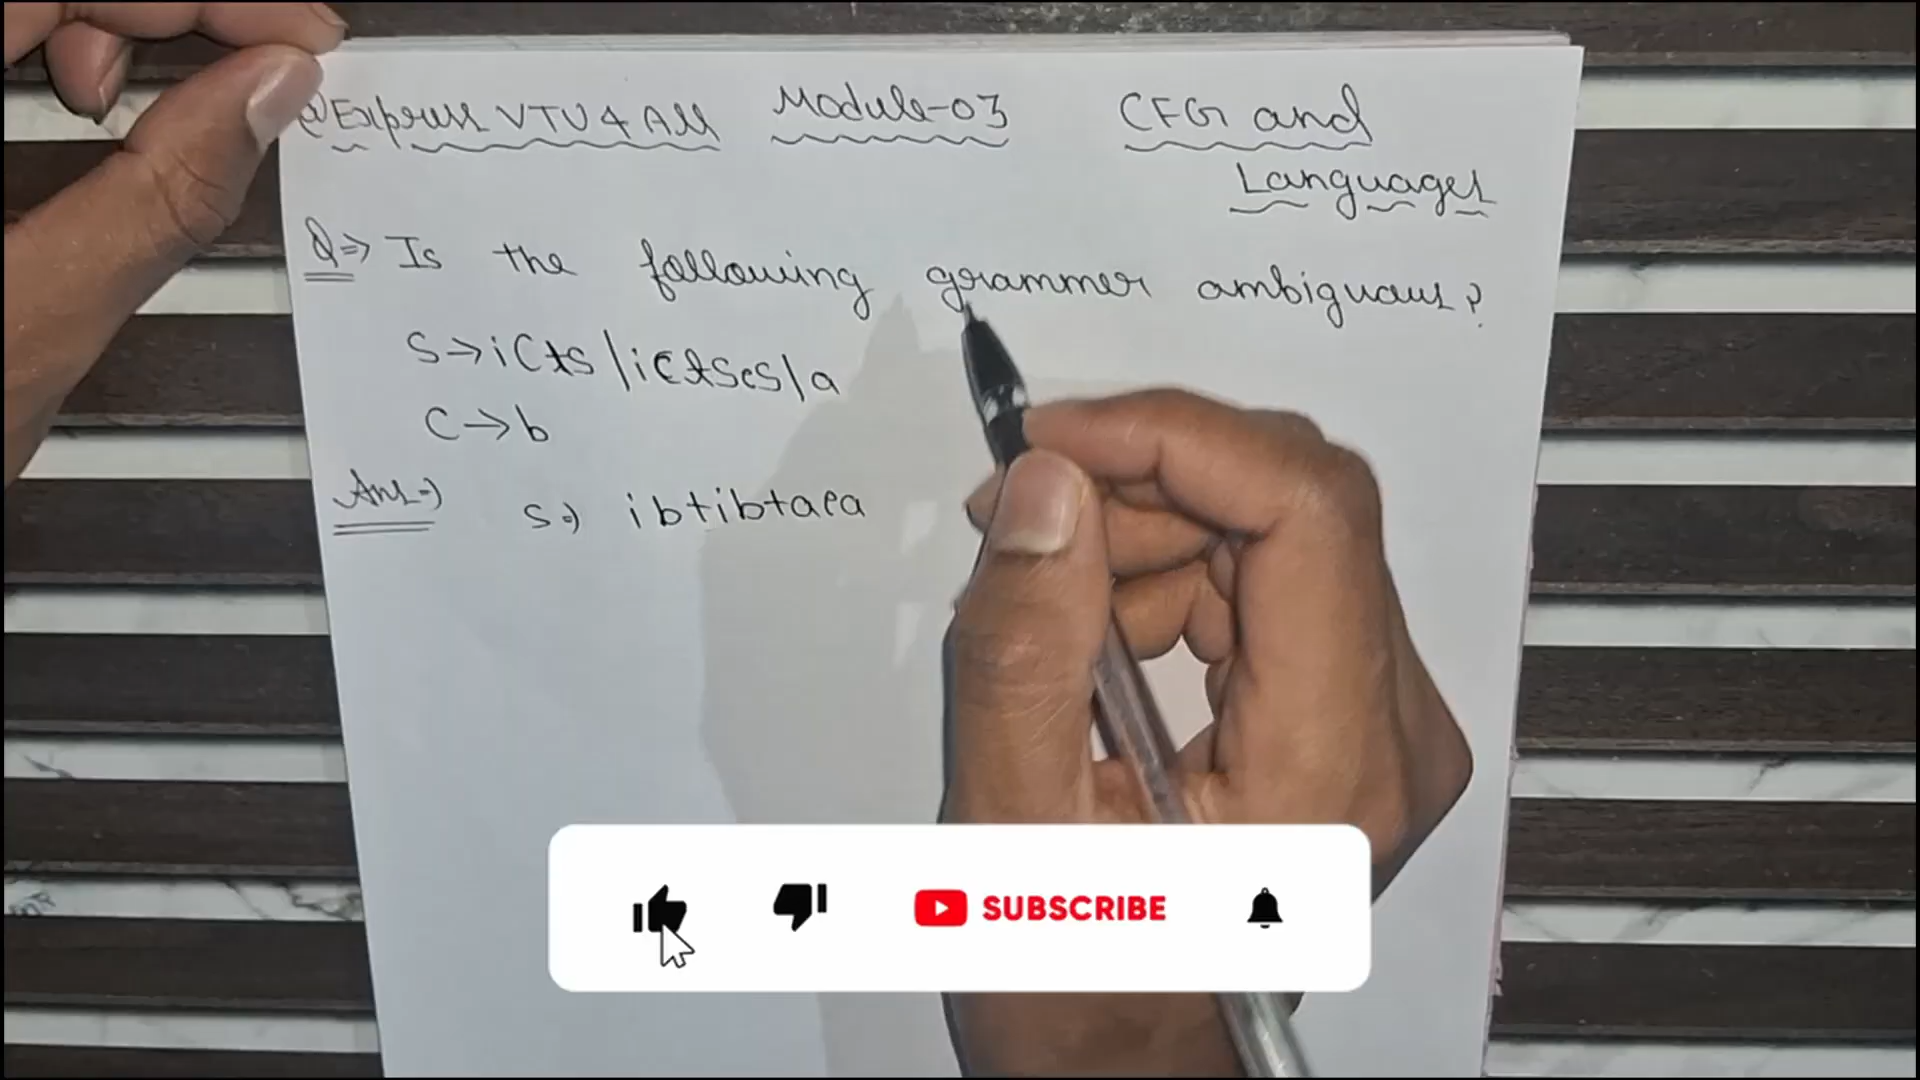 @Express VTU 4 All Module-03 CFG and
Languages
Q=> Is the following grammer ambiguous?
S->iCts/iCtSeS/a
C->b
Ans=)
S=) ibtibtaea
SUBSCRIBE